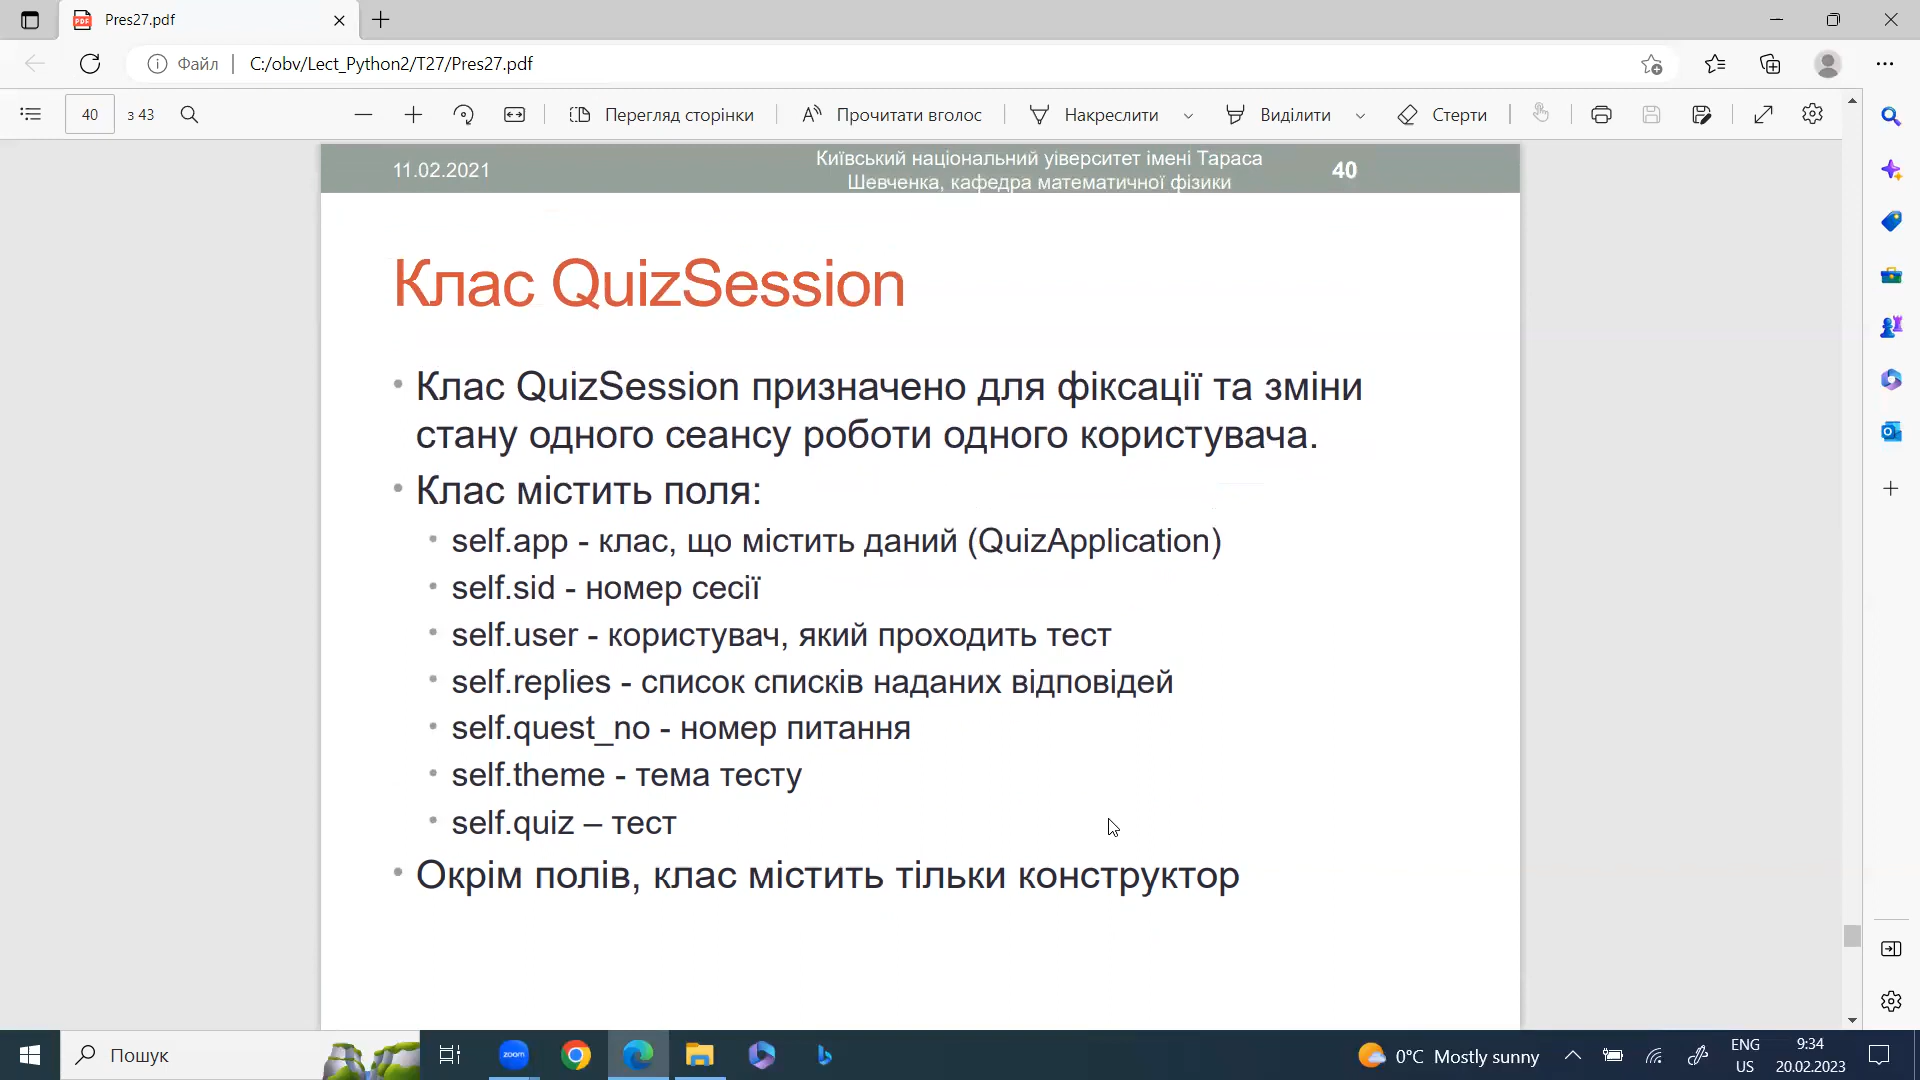 Pres27.pdf
Файл
C:/obv/Lect_Python2/T27/Pres27.pdf
40
з 43
Перегляд сторінки
Прочитати вголос
Накреслити
Виділити
Стерти
11.02.2021
Київський національний уіверситет імені Тараса
Шевченка, кафедра математичної фізики
40
Клас QuizSession
• Клас QuizSession призначено для фіксації та зміни
стану одного сеансу роботи одного користувача.
• Клас містить поля:
• self.app - клас, що містить даний (QuizApplication)
• self.sid - номер сесії
• self.user - користувач, який проходить тест
• self.replies - список списків наданих відповідей
• self.quest_no - номер питання
• self.theme - тема тесту
• self.quiz – тест
• Окрім полів, клас містить тільки конструктор
Пошук
zoom
0°C Mostly sunny
ENG
US
9:34
20.02.2023